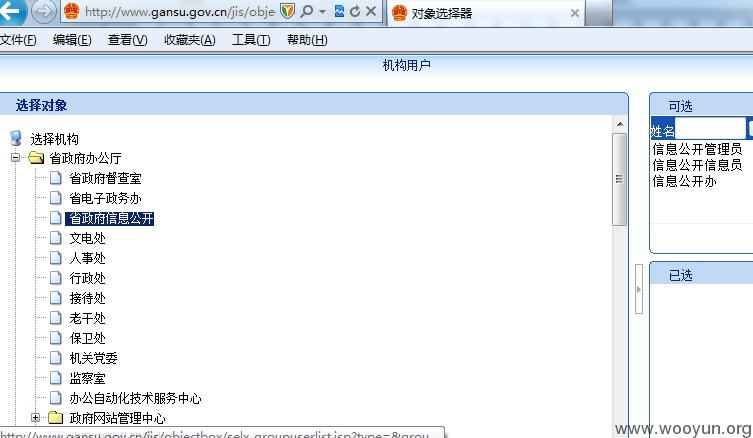 http://www.gansu.gov.cn/jis/obje
对象选择器
文件(F) 编辑(E) 查看(V) 收藏夹(A) 工具(T) 帮助(H)
机构用户
选择对象
选择机构
省政府办公厅
省政府督查室
省电子政务办
省政府信息公开
文电处
人事处
行政处
接待处
老干处
保卫处
机关党委
监察室
办公自动化技术服务中心
政府网站管理中心
可选
姓名
信息公开管理员
信息公开信息员
信息公开办
已选
http://www.gansu.gov.cn/jis/objectbox/selx_groupuserlist.jsp?type=&grou
www.wooyun.org